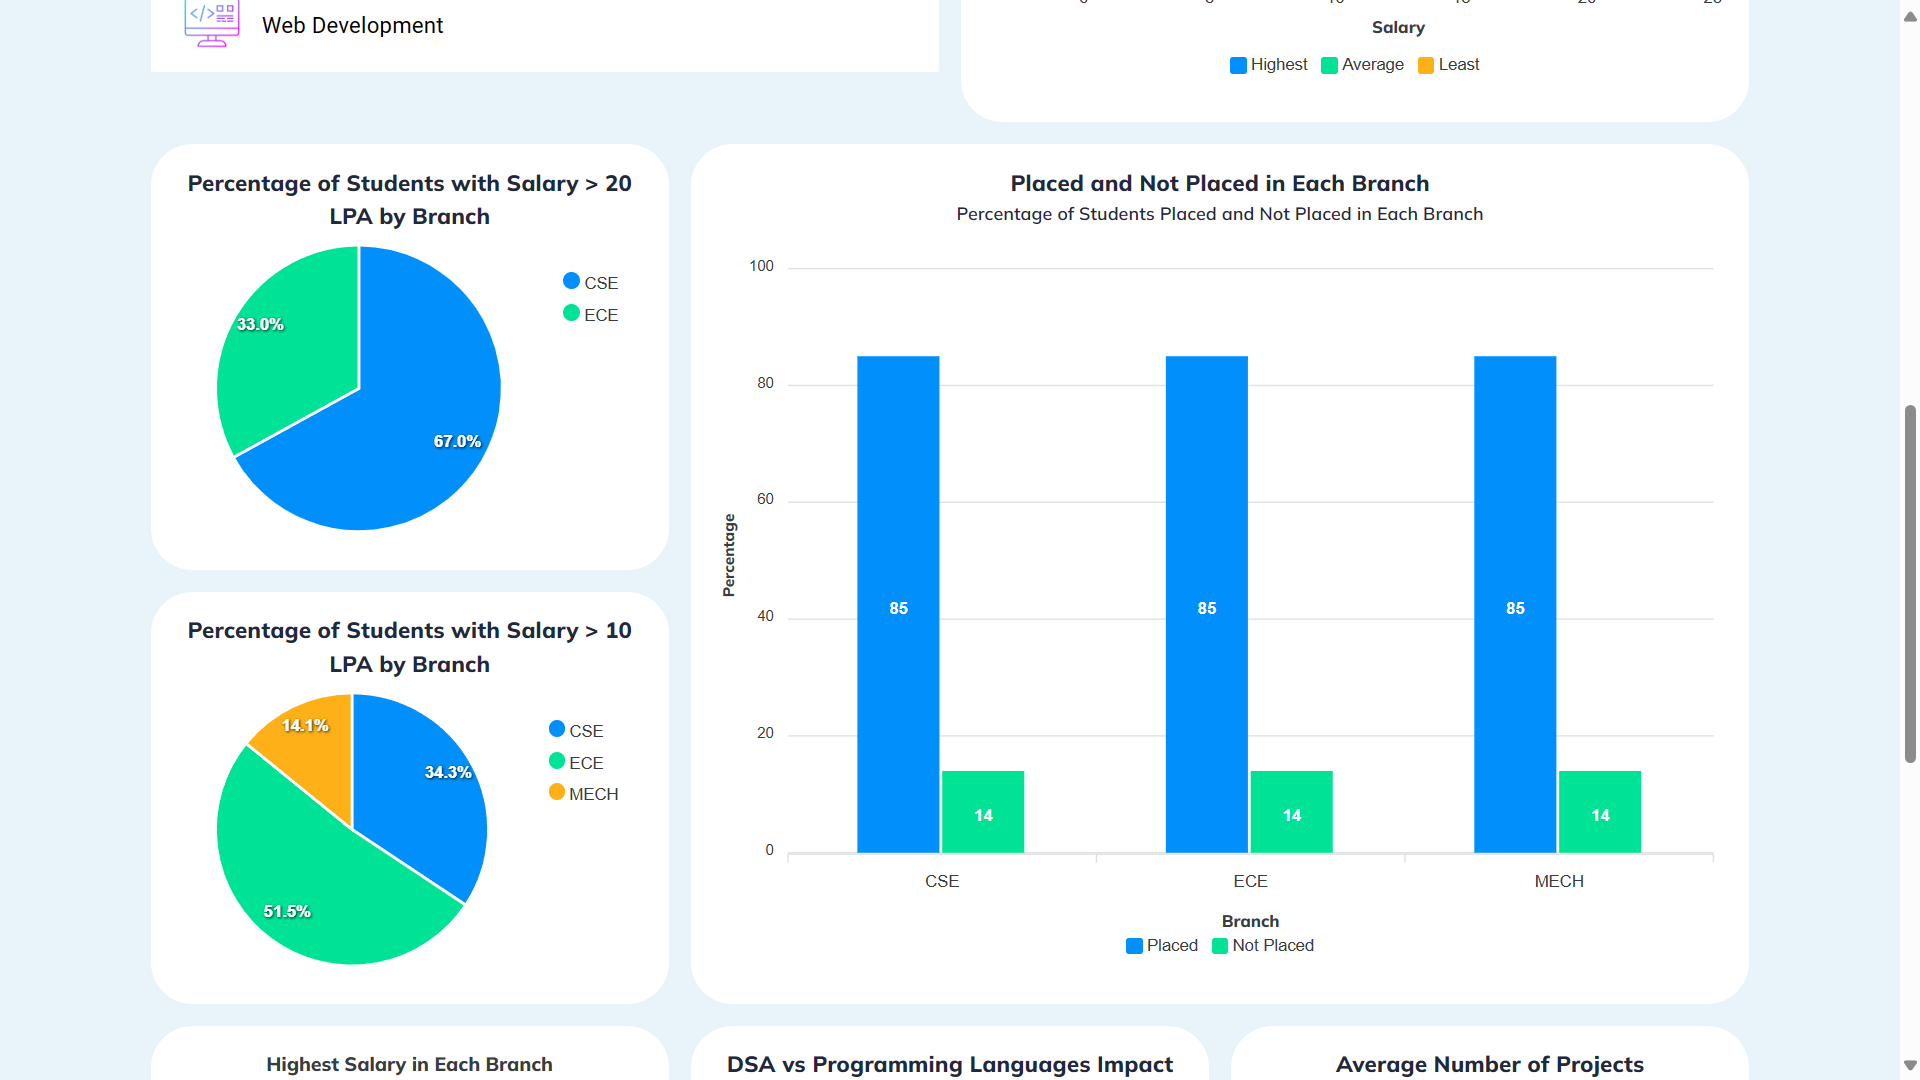 Web Development
Salary
Highest Average Least
Percentage of Students with Salary > 20
LPA by Branch
CSE
ECE
33.0%
67.0%
Percentage of Students with Salary > 10
LPA by Branch
CSE
ECE
MECH
14.1%
34.3%
51.5%
Placed and Not Placed in Each Branch
Percentage of Students Placed and Not Placed in Each Branch
100
80
60
40
20
0
Percentage
85 85 85
14 14 14
CSE ECE MECH
Branch
Placed Not Placed
Highest Salary in Each Branch
DSA vs Programming Languages Impact
Average Number of Projects